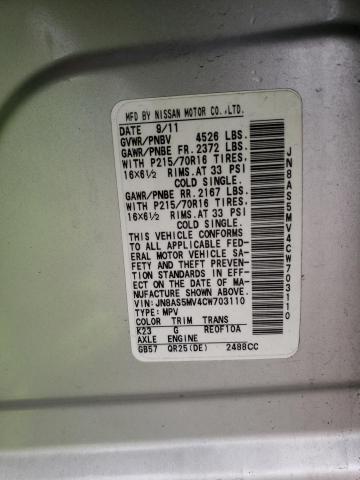 MFD BY NISSAN MOTOR CO.,LTD.
DATE 9/11
GVWR/PNBV 4526 LBS.
GAWR/PNBE FR. 2372 LBS.
WITH P215/70R16 TIRES,
16X6½ RIMS. AT 33 PSI
COLD SINGLE.
GAWR/PNBE RR. 2167 LBS.
WITH P215/70R16 TIRES,
16X6½ RIMS. AT 33 PSI
COLD SINGLE.
THIS VEHICLE CONFORMS
TO ALL APPLICABLE FED-
ERAL MOTOR VEHICLE SA-
FETY AND THEFT PREVEN-
TION STANDARDS IN EFF-
ECT ON THE DATE OF MA-
NUFACTURE SHOWN ABOVE.
VIN: JN8AS5MV4CW703110
TYPE: MPV
COLOR TRIM TRANS
K23 G RE0F10A
AXLE ENGINE
GB57 QR25(DE) 2488CC
JN8AS5MV4CW703110